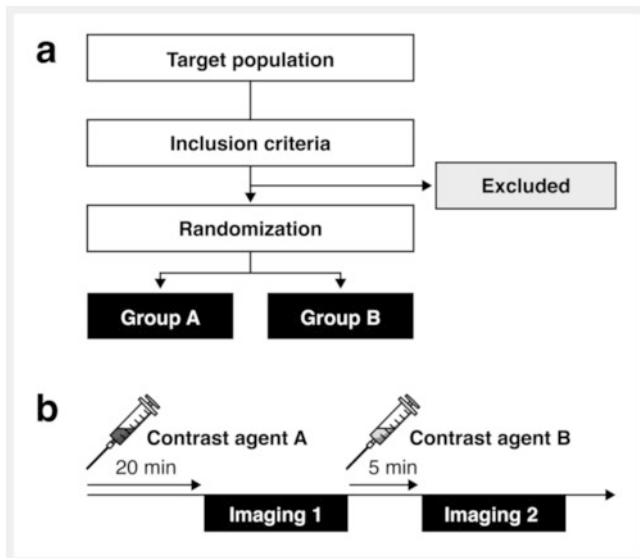 a
Target population
Inclusion criteria
Excluded
Randomization
Group A
Group B
b
Contrast agent A
Contrast agent B
20 min
5 min
Imaging 1
Imaging 2